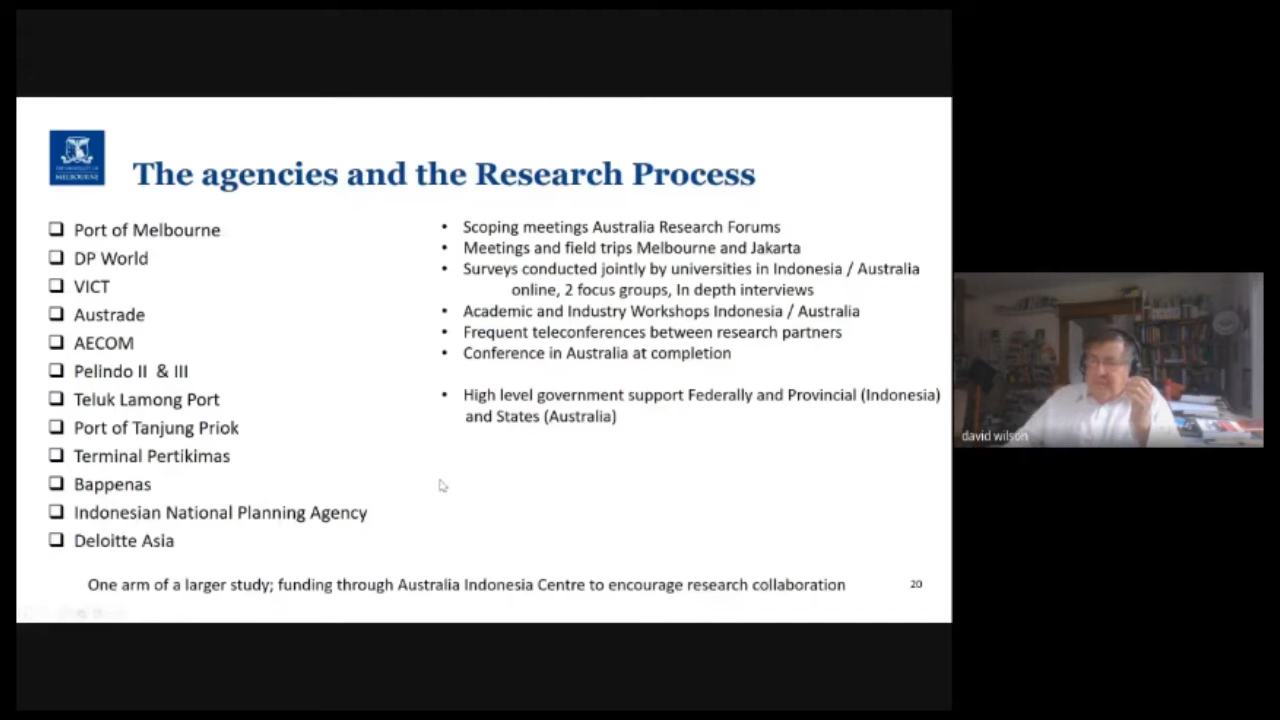 THE UNIVERSITY OF
MELBOURNE
The agencies and the Research Process
❑ Port of Melbourne
❑ DP World
❑ VICT
❑ Austrade
❑ AECOM
❑ Pelindo II & III
❑ Teluk Lamong Port
❑ Port of Tanjung Priok
❑ Terminal Pertikimas
❑ Bappenas
❑ Indonesian National Planning Agency
❑ Deloitte Asia
• Scoping meetings Australia Research Forums
• Meetings and field trips Melbourne and Jakarta
• Surveys conducted jointly by universities in Indonesia / Australia
online, 2 focus groups, In depth interviews
• Academic and Industry Workshops Indonesia / Australia
• Frequent teleconferences between research partners
• Conference in Australia at completion
• High level government support Federally and Provincial (Indonesia)
and States (Australia)
One arm of a larger study; funding through Australia Indonesia Centre to encourage research collaboration
20
david wilson